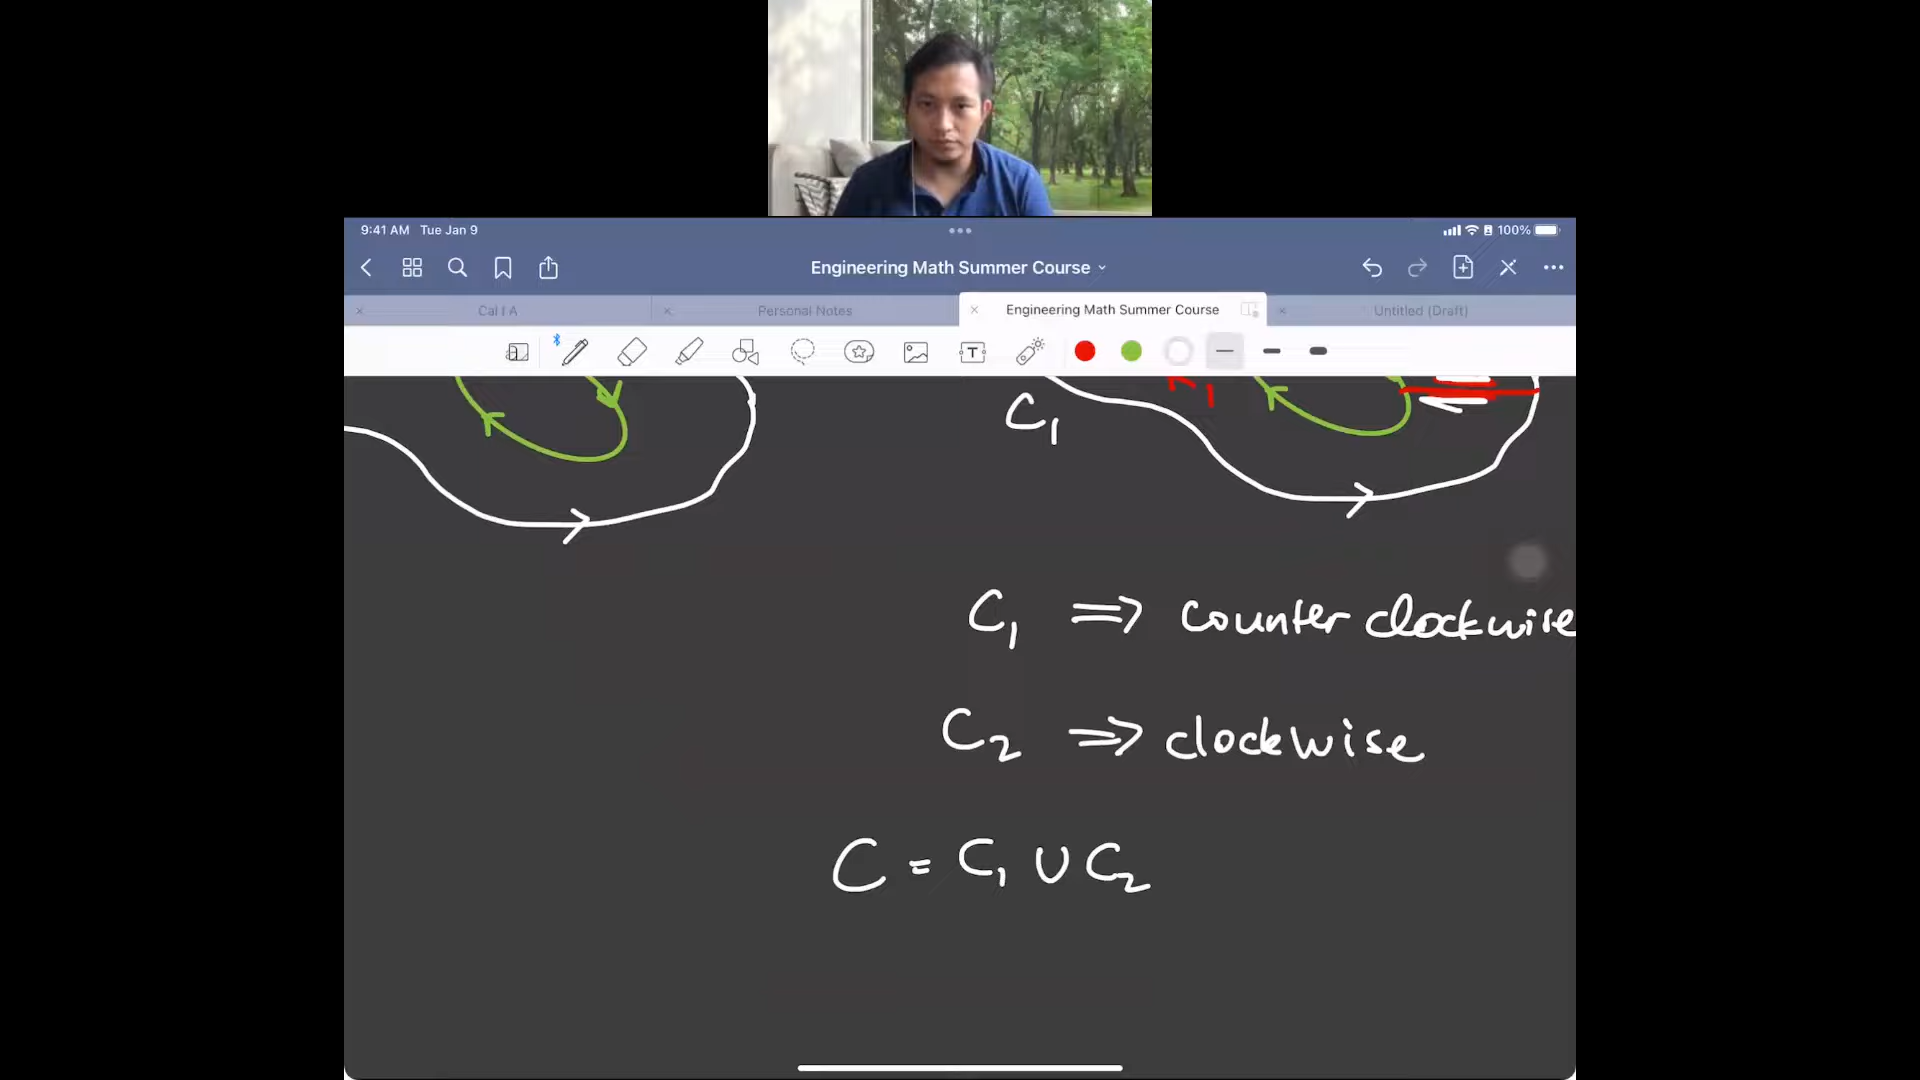 9:41 AM Tue Jan 9
100%
Engineering Math Summer Course
Cal I A
Personal Notes
Engineering Math Summer Course
Untitled (Draft)
T
C₁
1
C₁ ⇒ counter clockwise
C₂ ⇒ clockwise
C = C₁ ∪ C₂